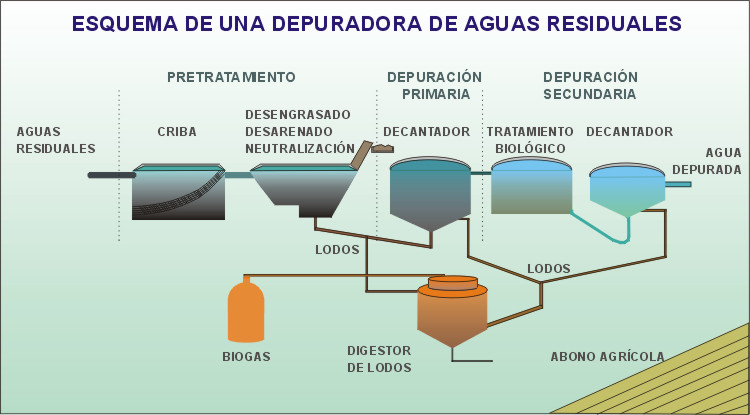 ESQUEMA DE UNA DEPURADORA DE AGUAS RESIDUALES
PRETRATAMIENTO
DEPURACIÓN
PRIMARIA
DEPURACIÓN
SECUNDARIA
AGUAS
RESIDUALES
CRIBA
DESENGRASADO
DESARENADO
NEUTRALIZACIÓN
DECANTADOR
TRATAMIENTO
BIOLÓGICO
DECANTADOR
AGUA
DEPURADA
LODOS
LODOS
BIOGAS
DIGESTOR
DE LODOS
ABONO AGRÍCOLA